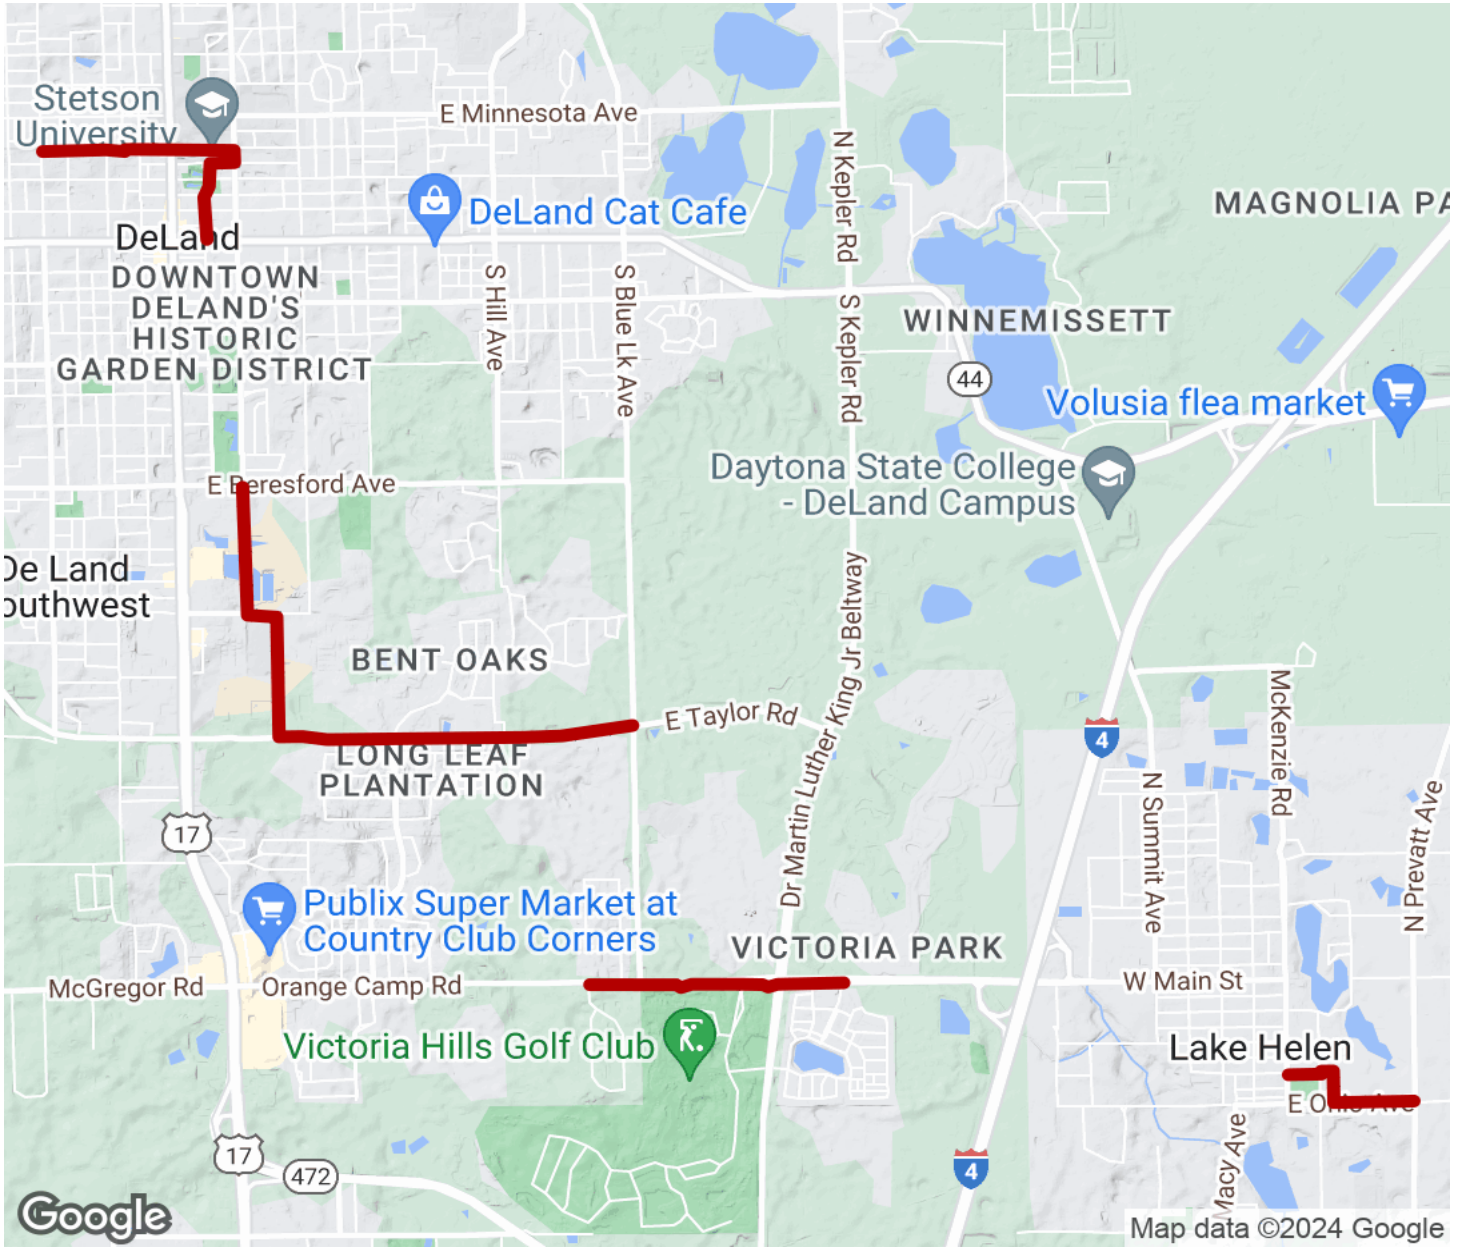 Stetson
University
E Minnesota Ave
N Kepler Rd
DeLand Cat Cafe
MAGNOLIA PA
DeLand
DOWNTOWN
DELAND'S
HISTORIC
GARDEN DISTRICT
S Hill Ave
S Blue Lk Ave
S Kepler Rd
WINNEMISSETT
44
Volusia flea market
E Beresford Ave
Daytona State College
- DeLand Campus
De Land
outhwest
BENT OAKS
Dr Martin Luther King Jr Beltway
E Taylor Rd
LONG LEAF
PLANTATION
4
McKenzie Rd
N Summit Ave
N Prevatt Ave
17
Publix Super Market at
Country Club Corners
VICTORIA PARK
McGregor Rd
Orange Camp Rd
W Main St
Victoria Hills Golf Club
Lake Helen
E Ohio Ave
Macy Ave
17
472
4
Google
Map data ©2024 Google